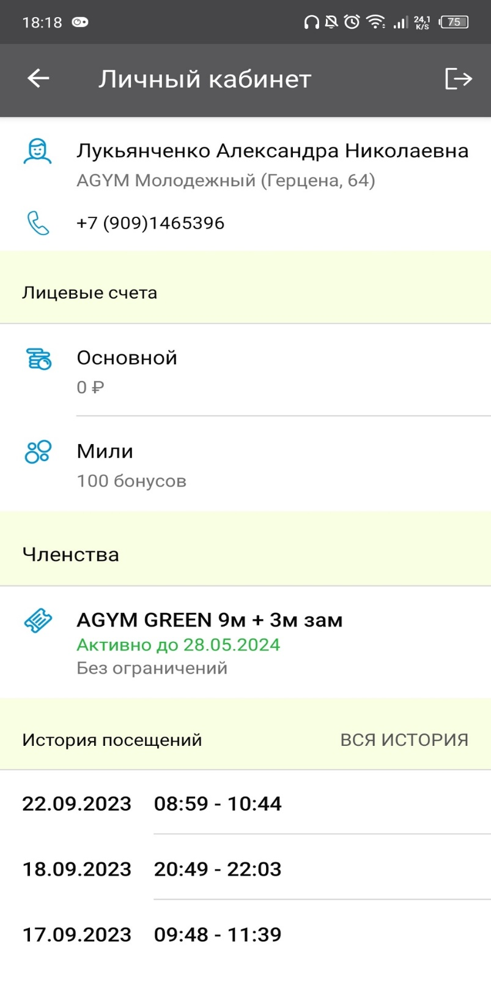 18:18 24,1 K/S 75
Личный кабинет
Лукьянченко Александра Николаевна
AGYM Молодежный (Герцена, 64)
+7 (909)1465396
Лицевые счета
Основной
0 ₽
Мили
100 бонусов
Членства
AGYM GREEN 9м + 3м зам
Активно до 28.05.2024
Без ограничений
История посещений ВСЯ ИСТОРИЯ
22.09.2023 08:59 - 10:44
18.09.2023 20:49 - 22:03
17.09.2023 09:48 - 11:39